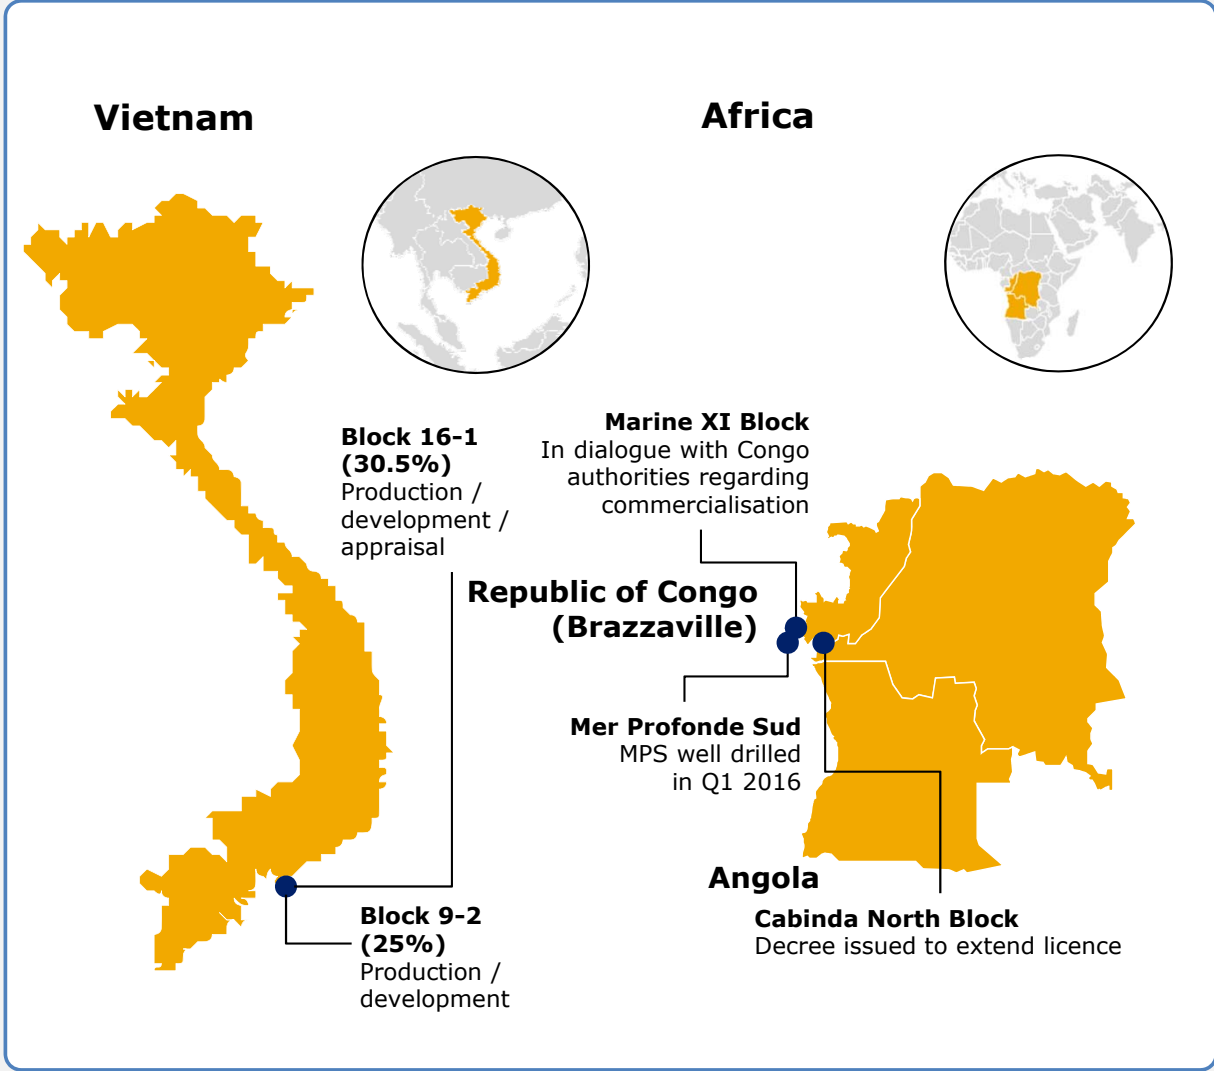 Vietnam
Block 16-1
(30.5%)
Production /
development /
appraisal
Block 9-2
(25%)
Production /
development
Africa
Marine XI Block
In dialogue with Congo
authorities regarding
commercialisation
Republic of Congo
(Brazzaville)
Mer Profonde Sud
MPS well drilled
in Q1 2016
Angola
Cabinda North Block
Decree issued to extend licence